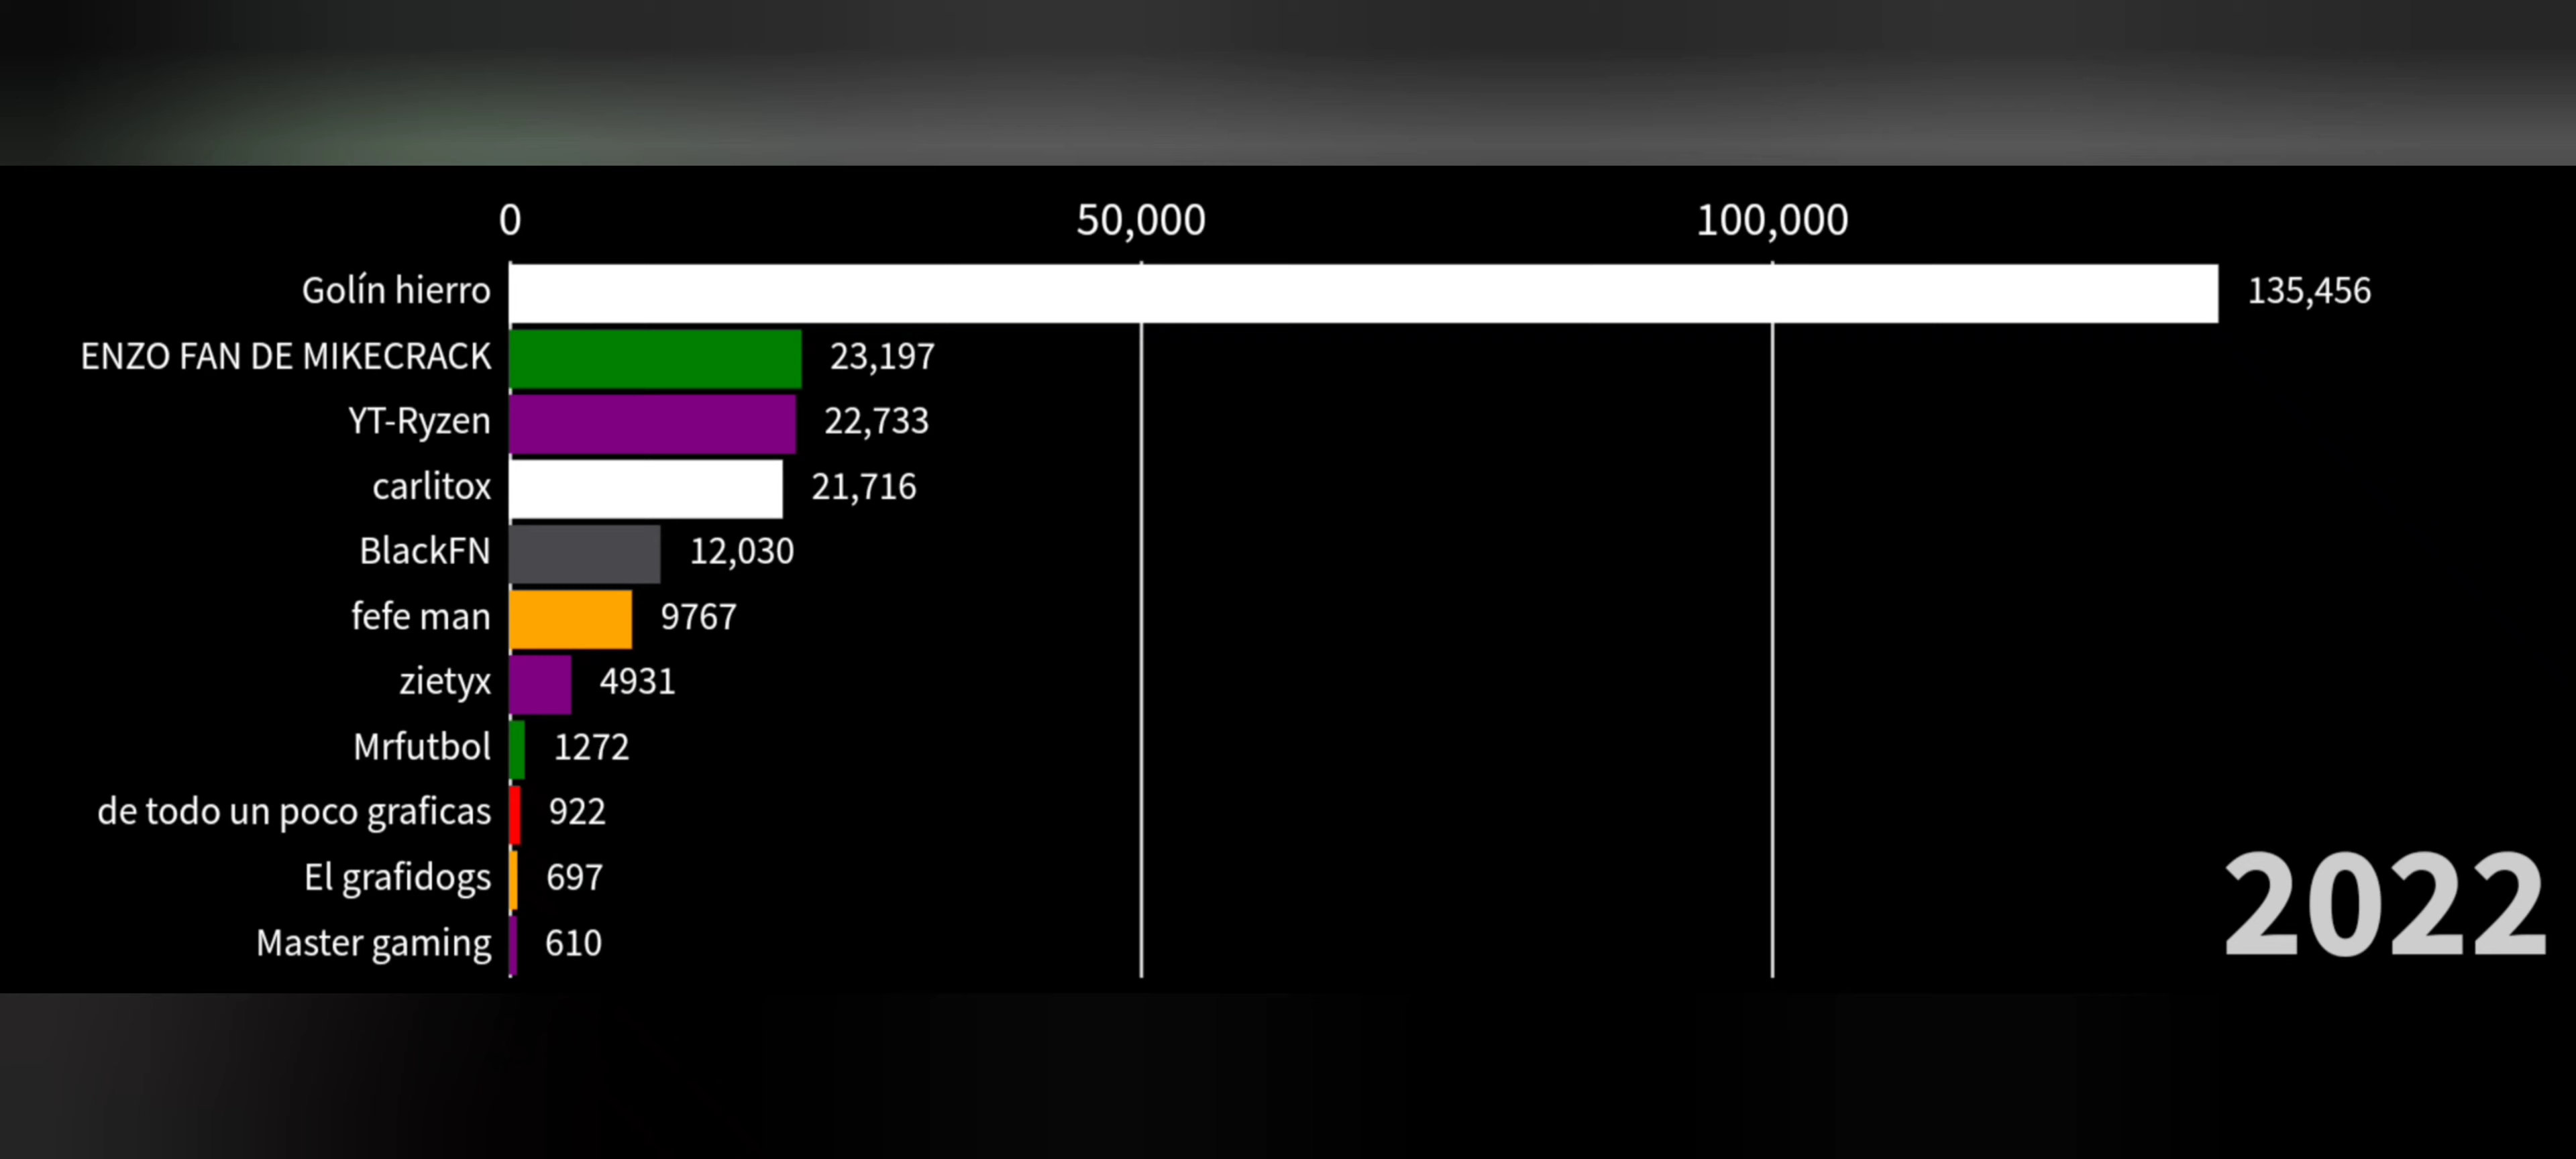 0 50,000 100,000
Golín hierro 135,456
ENZO FAN DE MIKECRACK 23,197
YT-Ryzen 22,733
carlitox 21,716
BlackFN 12,030
fefe man 9767
zietyx 4931
Mrfutbol 1272
de todo un poco graficas 922
El grafidogs 697
Master gaming 610
2022